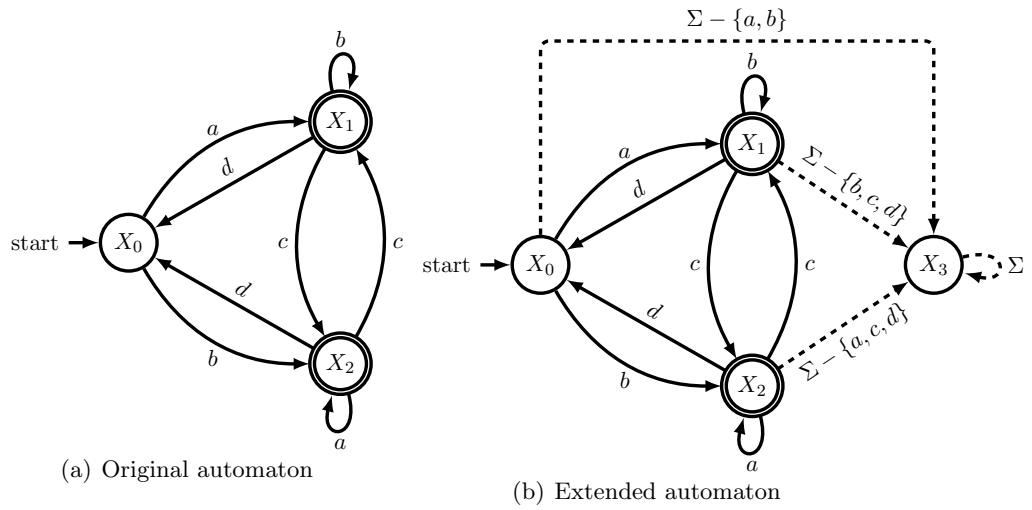 b
a
X₁
d
c
c
start
X₀
d
b
X₂
a
(a) Original automaton
Σ − {a, b}
b
a
X₁
d
Σ − {b, c, d}
c
c
start
X₀
X₃
Σ
d
b
X₂
Σ − {a, c, d}
a
(b) Extended automaton